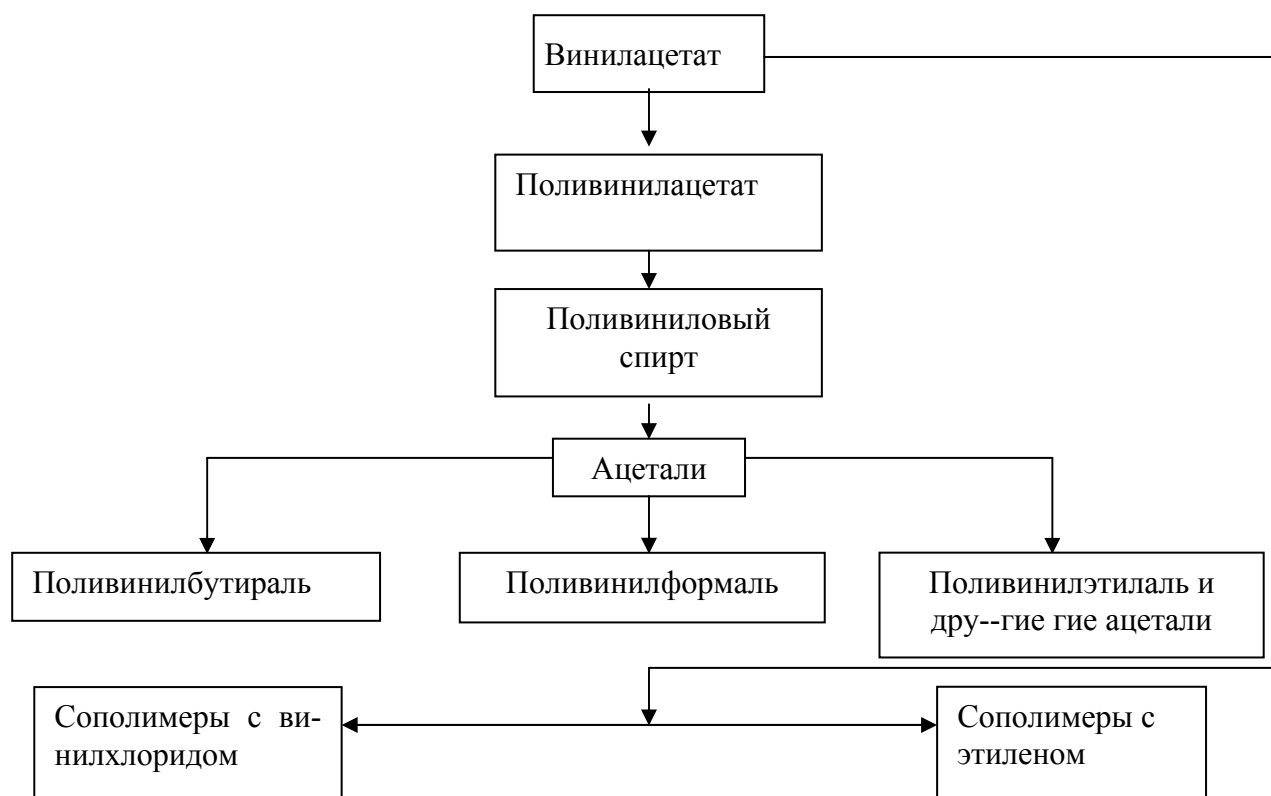 Винилацетат
Поливинилацетат
Поливиниловый
спирт
Ацетали
Поливинилбутираль
Поливинилформаль
Поливинилэтилаль и
дру--гие гие ацетали
Сополимеры с ви-
нилхлоридом
Сополимеры с
этиленом